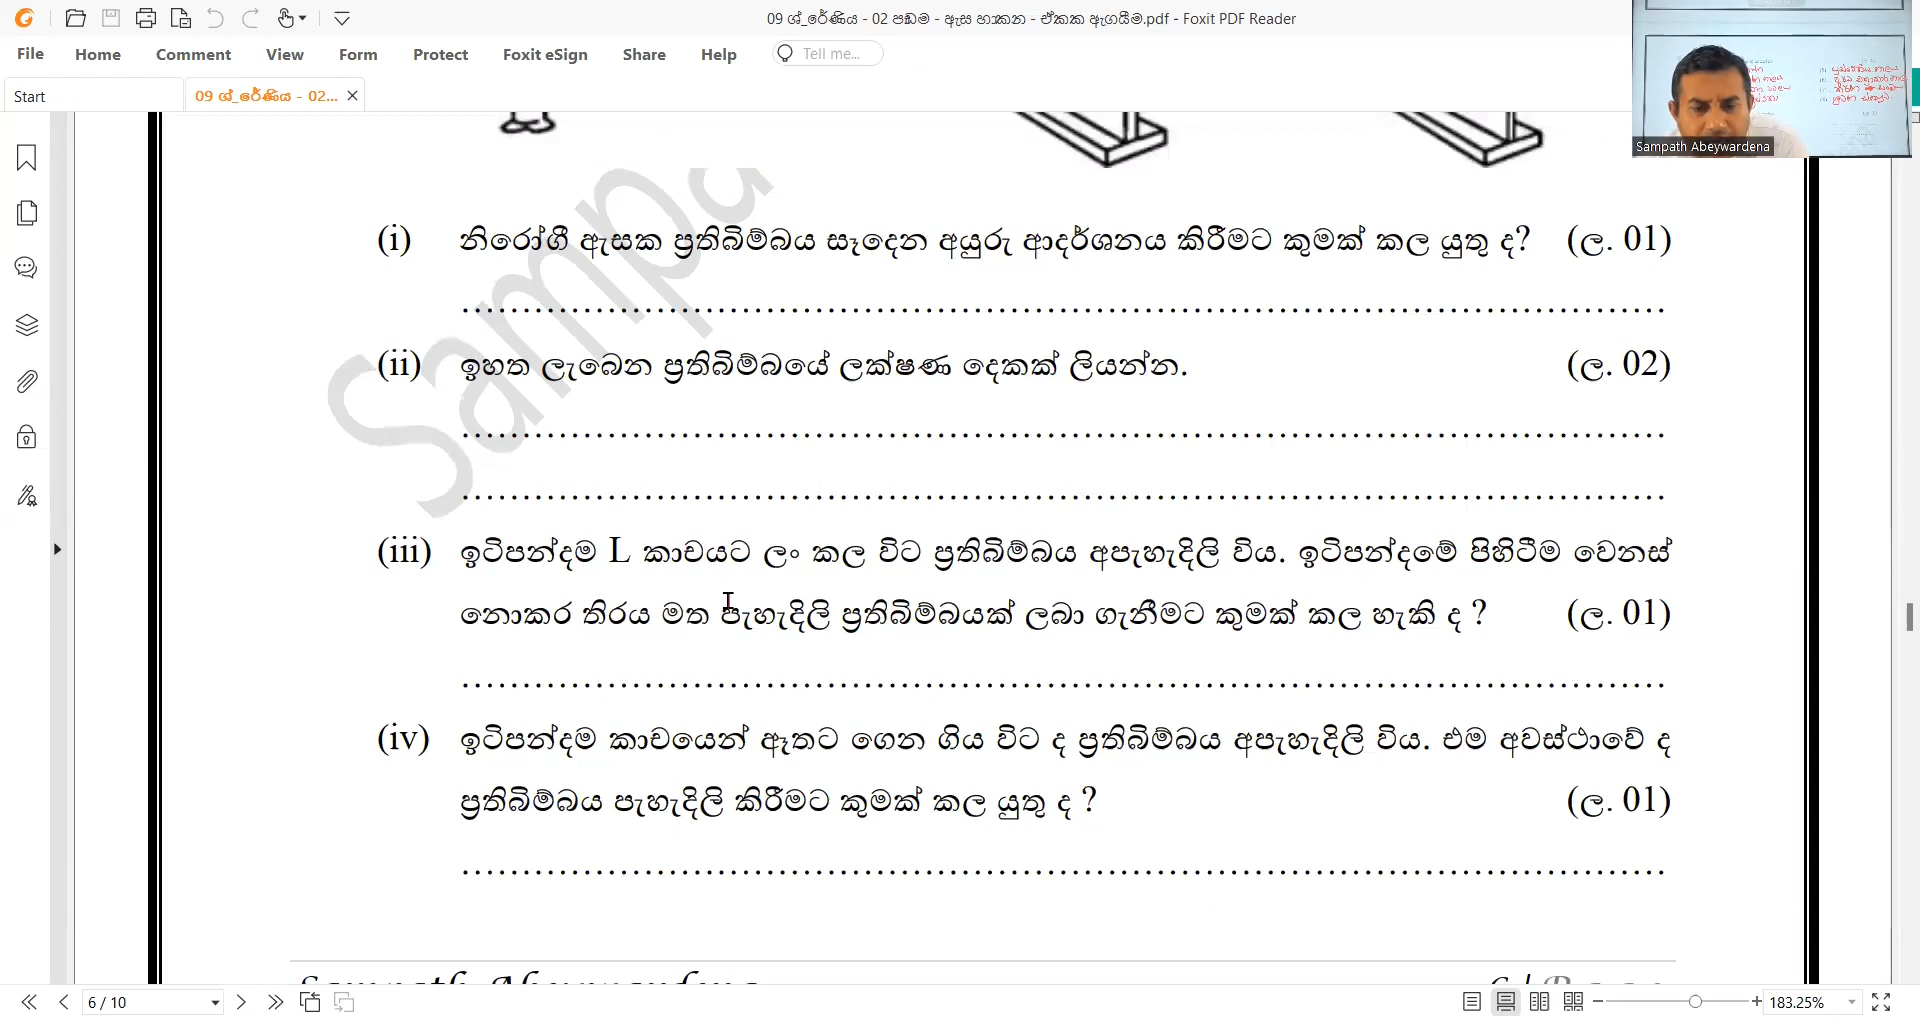 09 ශ්‍රේණිය - 02 පාඩම - ඇස හා කන - ඒකක ඇගයීම.pdf - Foxit PDF Reader
File Home Comment View Form Protect Foxit eSign Share Help Tell me...
Start 09 ශ්‍රේණිය - 02...
Sampath Abeywardena
Sampa
(i) නිරෝගී ඇසක ප්‍රතිබිම්බය සෑදෙන අයුරු ආදර්ශනය කිරීමට කුමක් කල යුතු ද? (ල. 01)
(ii) ඉහත ලැබෙන ප්‍රතිබිම්බයේ ලක්ෂණ දෙකක් ලියන්න. (ල. 02)
(iii) ඉටිපන්දම L කාචයට ලං කල විට ප්‍රතිබිම්බය අපැහැදිලි විය. ඉටිපන්දමේ පිහිටීම වෙනස්
නොකර තිරය මත පැහැදිලි ප්‍රතිබිම්බයක් ලබා ගැනීමට කුමක් කල හැකි ද ? (ල. 01)
(iv) ඉටිපන්දම කාචයෙන් ඈතට ගෙන ගිය විට ද ප්‍රතිබිම්බය අපැහැදිලි විය. එම අවස්ථාවේ ද
ප්‍රතිබිම්බය පැහැදිලි කිරීමට කුමක් කල යුතු ද ? (ල. 01)
6 / 10 183.25%